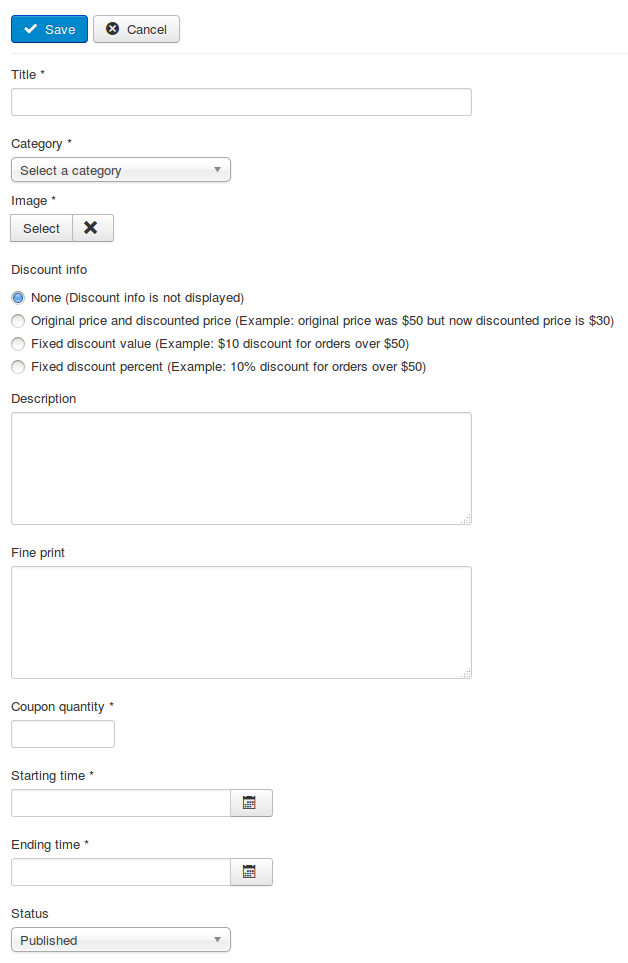 Save Cancel
Title *
Category *
Select a category
Image *
Select
Discount info
None (Discount info is not displayed)
Original price and discounted price (Example: original price was $50 but now discounted price is $30)
Fixed discount value (Example: $10 discount for orders over $50)
Fixed discount percent (Example: 10% discount for orders over $50)
Description
Fine print
Coupon quantity *
Starting time *
Ending time *
Status
Published